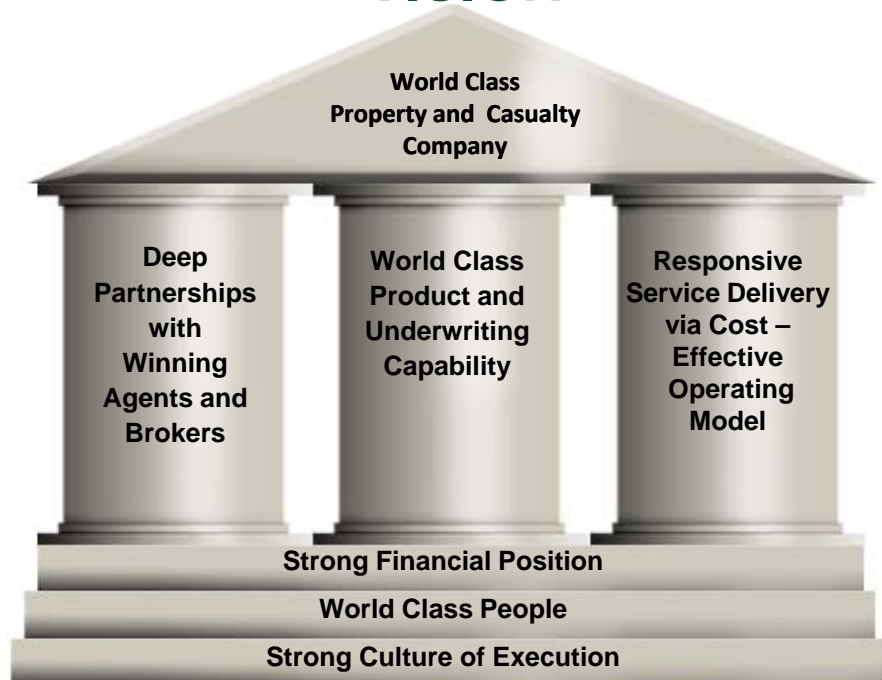 World Class
Property and Casualty
Company
Deep
Partnerships
with
Winning
Agents and
Brokers
World Class
Product and
Underwriting
Capability
Responsive
Service Delivery
via Cost –
Effective
Operating
Model
Strong Financial Position
World Class People
Strong Culture of Execution